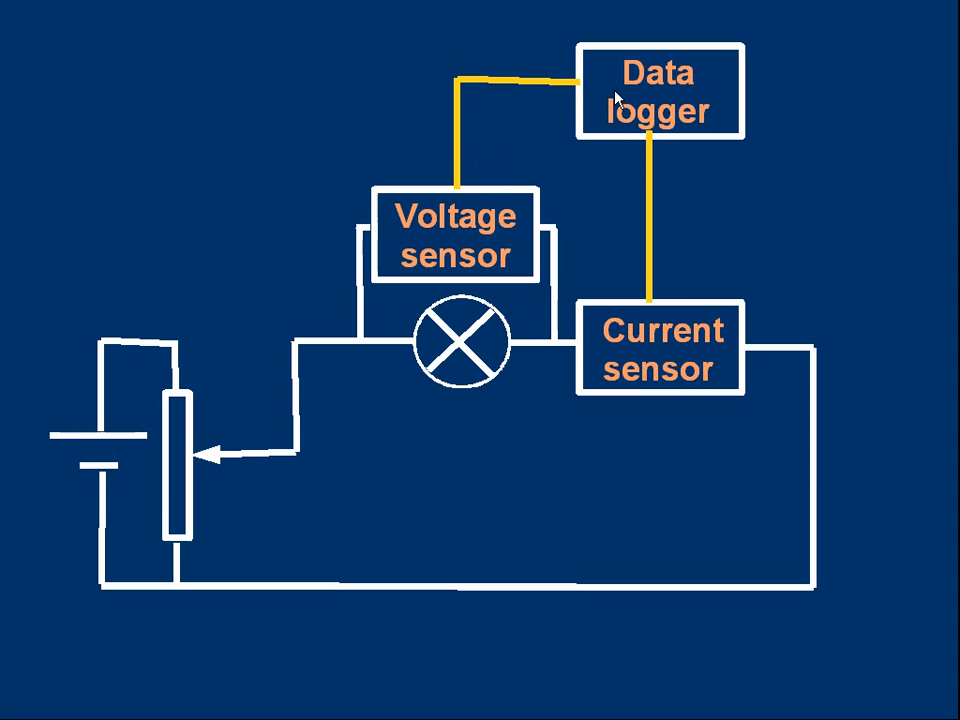 Data
logger
Voltage
sensor
Current
sensor